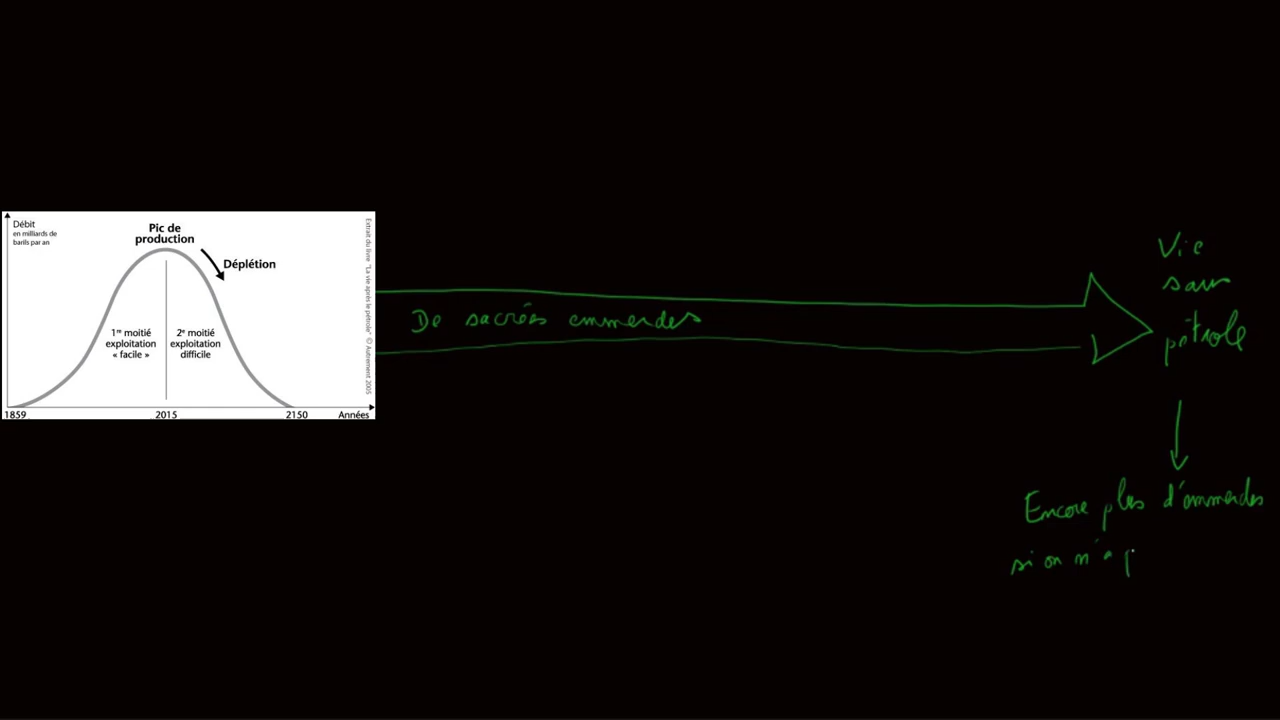 Débit
en milliards de
barils par an
Pic de
production
Déplétion
1re moitié
exploitation
« facile »
2e moitié
exploitation
difficile
1859
2015
2150
Années
Extrait du livre "La vie après le pétrole" © Autrement 2005
De sacrées emmerdes
Vie
sans
pétrole
Encore plus d'emmerdes
si on n'a p